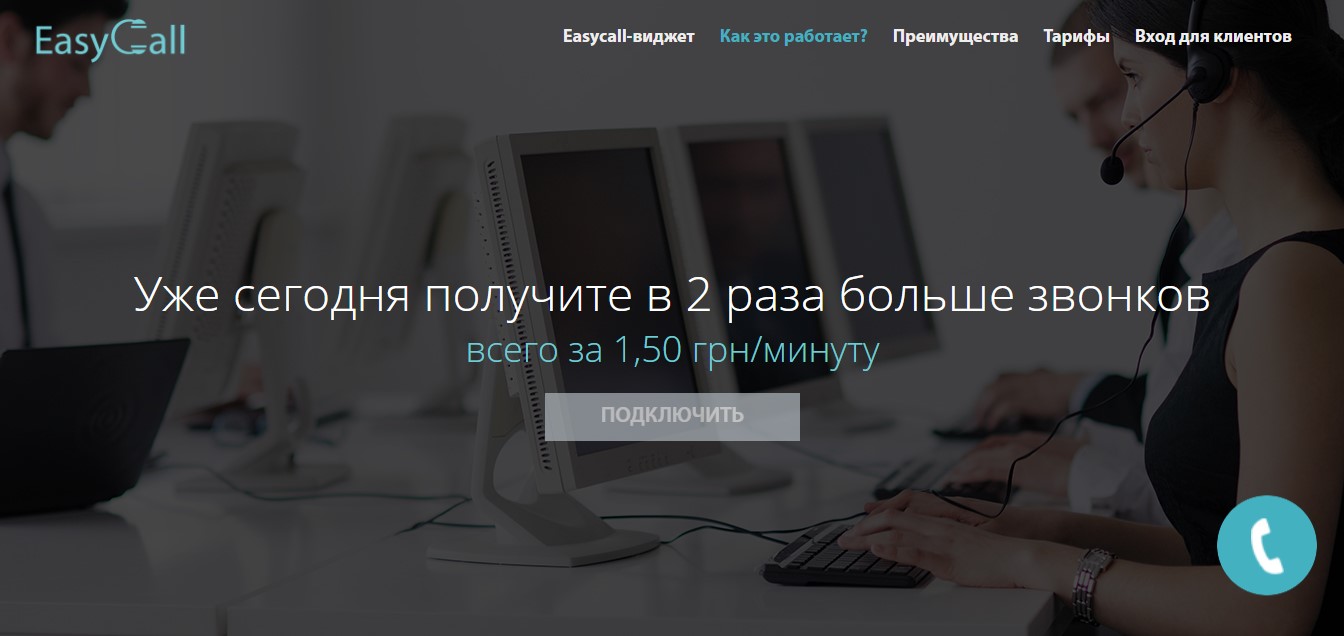 EasyCall
Easycall-виджет Как это работает? Преимущества Тарифы Вход для клиентов
Уже сегодня получите в 2 раза больше звонков
всего за 1,50 грн/минуту
ПОДКЛЮЧИТЬ